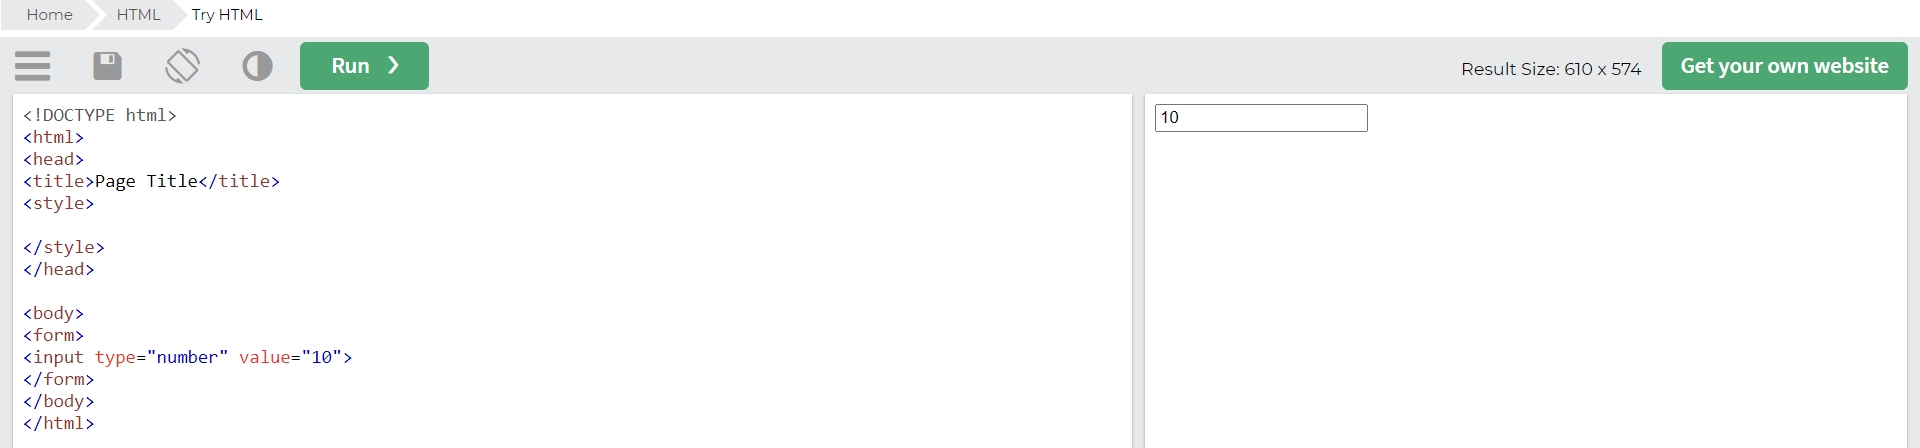 Home HTML Try HTML
Run ❯
Result Size: 610 x 574
Get your own website
<!DOCTYPE html>
<html>
<head>
<title>Page Title</title>
<style>
</style>
</head>
<body>
<form>
<input type="number" value="10">
</form>
</body>
</html>
10